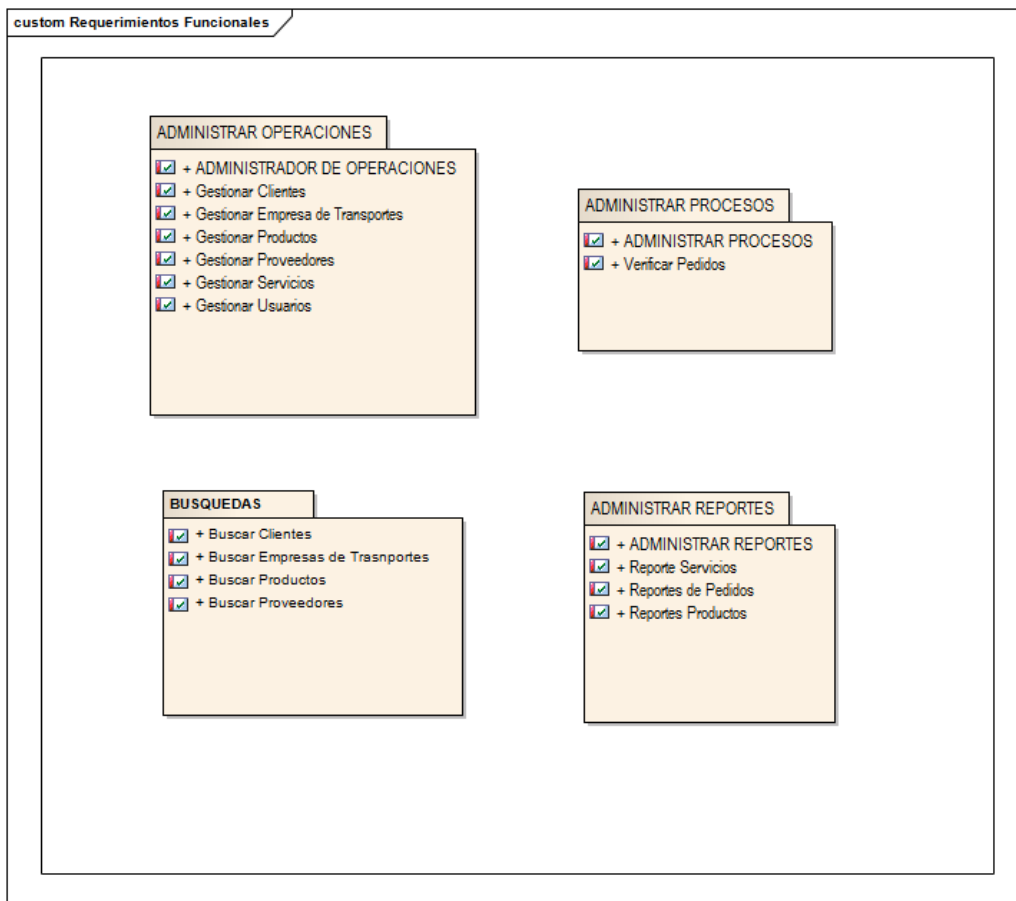 custom Requerimientos Funcionales
ADMINISTRAR OPERACIONES
+ ADMINISTRADOR DE OPERACIONES
+ Gestionar Clientes
+ Gestionar Empresa de Transportes
+ Gestionar Productos
+ Gestionar Proveedores
+ Gestionar Servicios
+ Gestionar Usuarios
ADMINISTRAR PROCESOS
+ ADMINISTRAR PROCESOS
+ Verificar Pedidos
BUSQUEDAS
+ Buscar Clientes
+ Buscar Empresas de Trasnportes
+ Buscar Productos
+ Buscar Proveedores
ADMINISTRAR REPORTES
+ ADMINISTRAR REPORTES
+ Reporte Servicios
+ Reportes de Pedidos
+ Reportes Productos